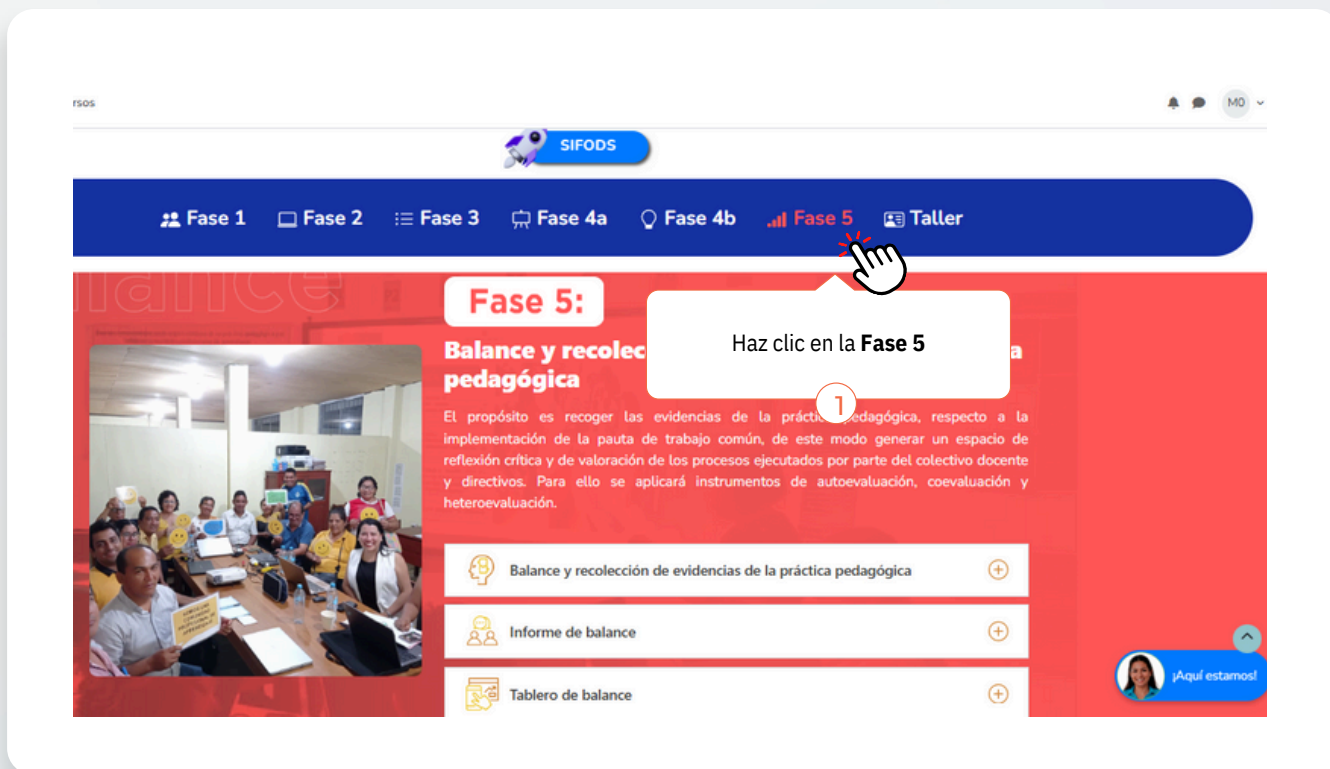 rsos
M0
SIFODS
Fase 1 Fase 2 Fase 3 Fase 4a Fase 4b Fase 5 Taller
Fase 5:
Haz clic en la Fase 5
1
Balance y recolec a
pedagógica
El propósito es recoger las evidencias de la práctic edagógica, respecto a la
implementación de la pauta de trabajo común, de este modo generar un espacio de
reflexión crítica y de valoración de los procesos ejecutados por parte del colectivo docente
y directivos. Para ello se aplicará instrumentos de autoevaluación, coevaluación y
heteroevaluación.
Balance y recolección de evidencias de la práctica pedagógica
Informe de balance
Tablero de balance
¡Aquí estamos!